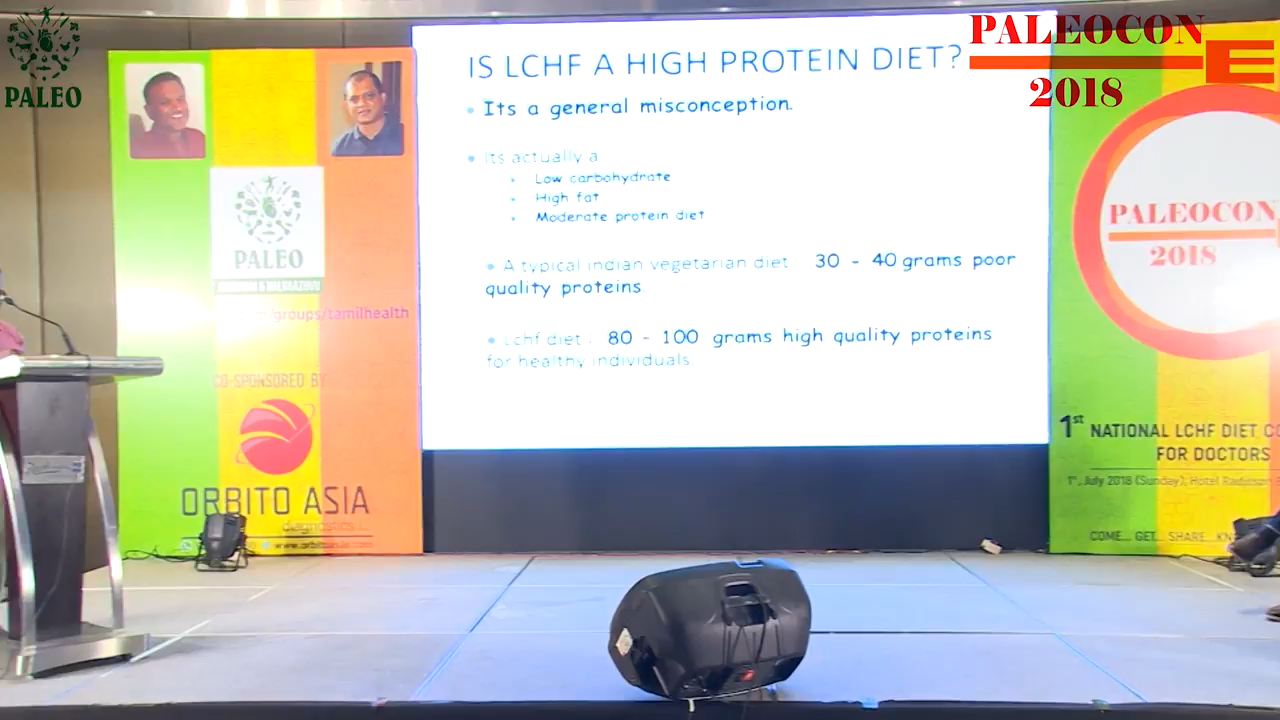 PALEO
PALEOCON
2018
E
IS LCHF A HIGH PROTEIN DIET?
Its a general misconception.
Its actually a
Low carbohydrate
High fat
Moderate protein diet
A typical indian vegetarian diet 30 - 40 grams poor
quality proteins
Lchf diet : 80 - 100 grams high quality proteins
for healthy individuals.
PALEO
/groups/tamilhealth
CO-SPONSORED BY
ORBITO ASIA
diagnostics
PALEOCON
2018
1st NATIONAL LCHF DIET
FOR DOCTORS
1st, July 2018 (Sunday), Hotel
COME... GET... SHARE...